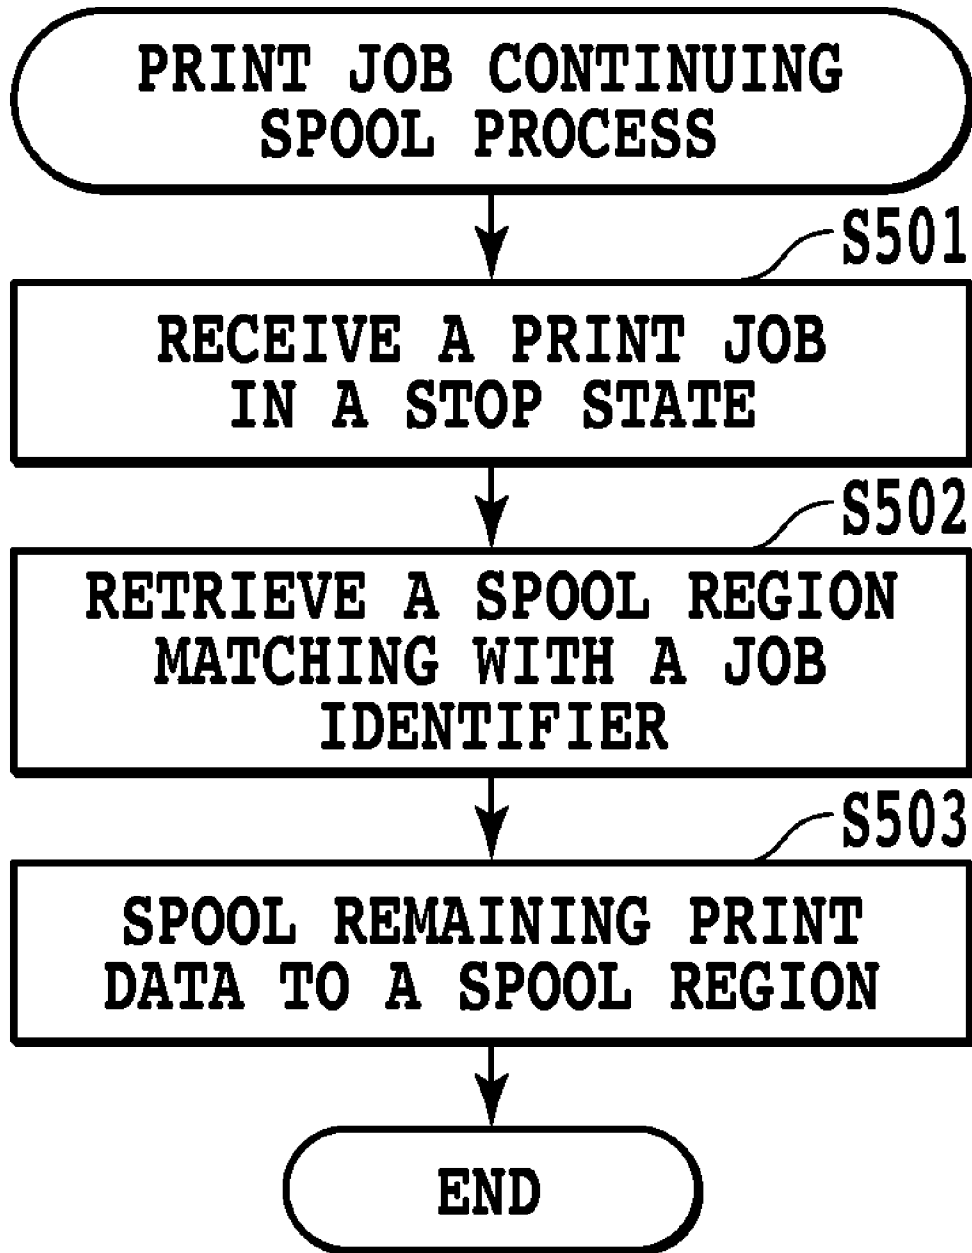 PRINT JOB CONTINUING
SPOOL PROCESS
S501
RECEIVE A PRINT JOB
IN A STOP STATE
S502
RETRIEVE A SPOOL REGION
MATCHING WITH A JOB
IDENTIFIER
S503
SPOOL REMAINING PRINT
DATA TO A SPOOL REGION
END